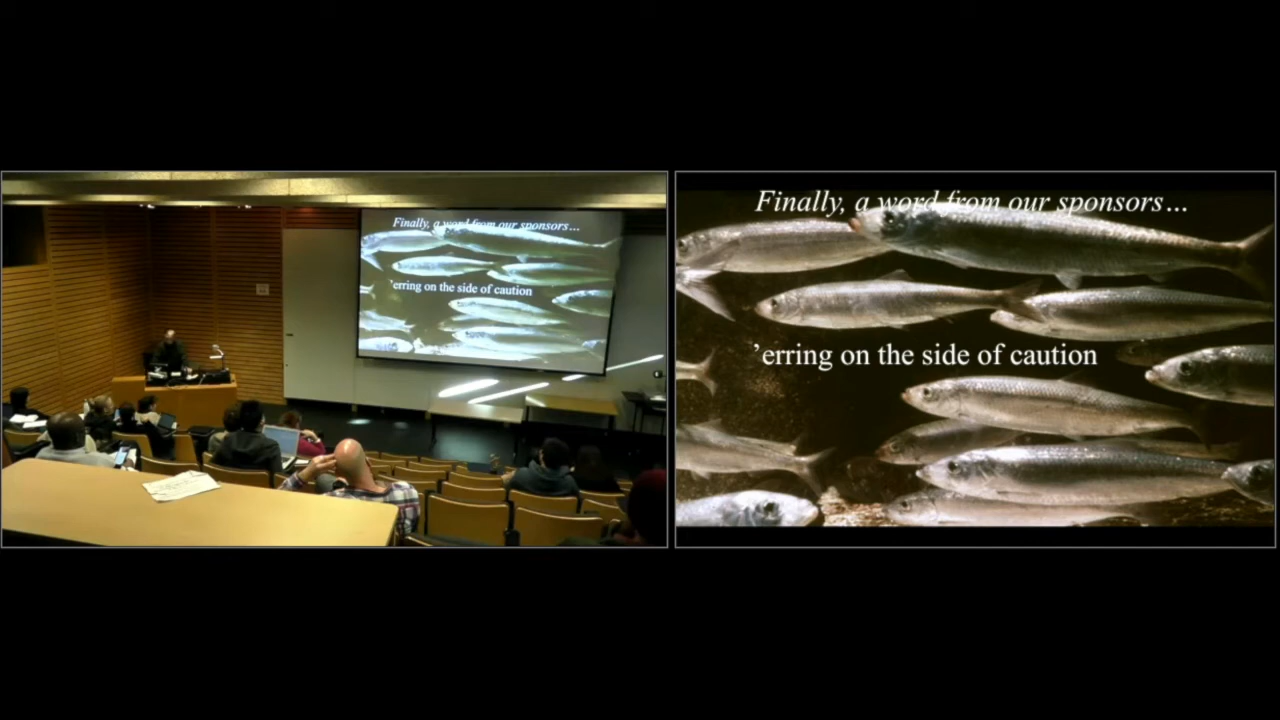 Finally, a word from our sponsors…
’erring on the side of caution
Finally, a word from our sponsors…
’erring on the side of caution